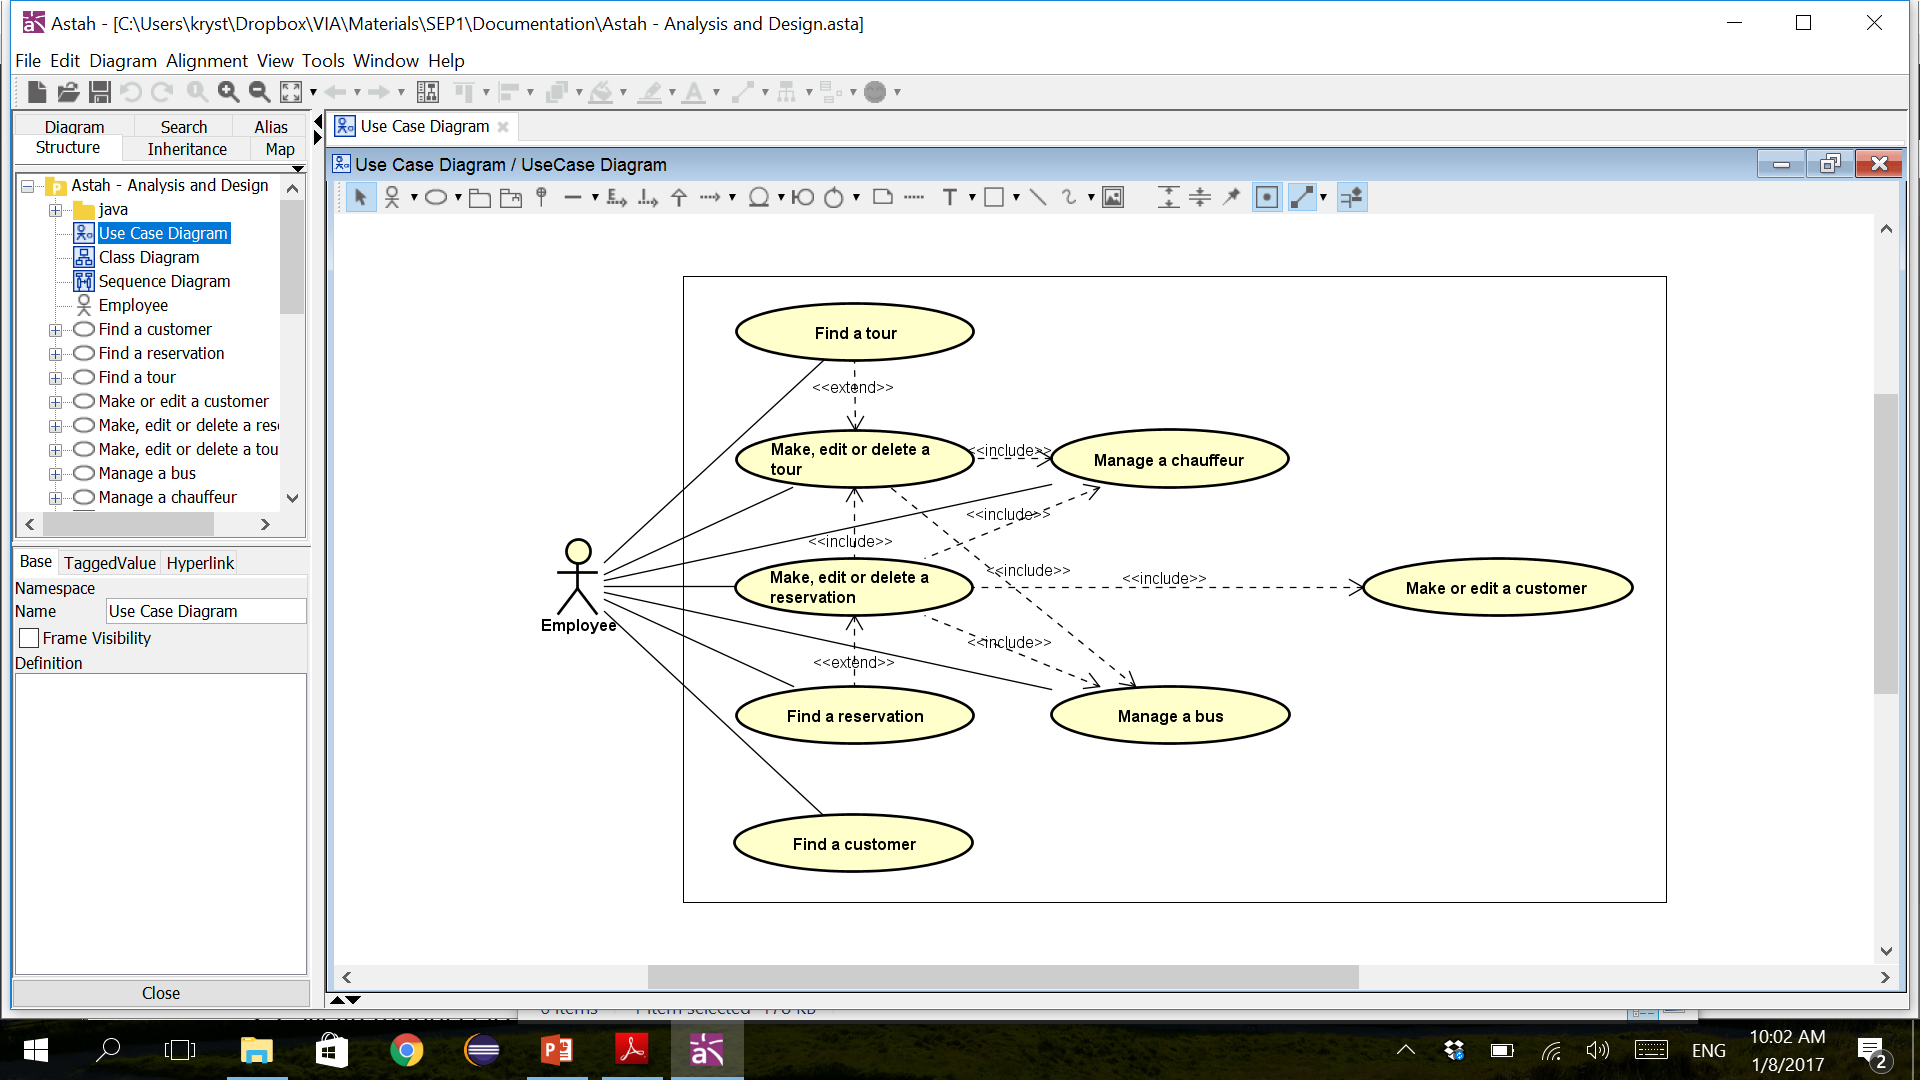 Astah - [C:\Users\kryst\Dropbox\VIA\Materials\SEP1\Documentation\Astah - Analysis and Design.asta]
File Edit Diagram Alignment View Tools Window Help
Diagram Search Alias
Structure Inheritance Map
Use Case Diagram
Use Case Diagram / UseCase Diagram
Astah - Analysis and Design
java
Use Case Diagram
Class Diagram
Sequence Diagram
Employee
Find a customer
Find a reservation
Find a tour
Make or edit a customer
Make, edit or delete a res
Make, edit or delete a tou
Manage a bus
Manage a chauffeur
Base TaggedValue Hyperlink
Namespace
Name Use Case Diagram
Frame Visibility
Definition
Close
Find a tour
<<extend>>
Make, edit or delete a
tour
<<include>>
Manage a chauffeur
<<include>>
<<include>>
Make, edit or delete a
reservation
<<include>>
<<include>>
Make or edit a customer
Employee
<<include>>
<<extend>>
Find a reservation
Manage a bus
Find a customer
ENG
10:02 AM
1/8/2017
2